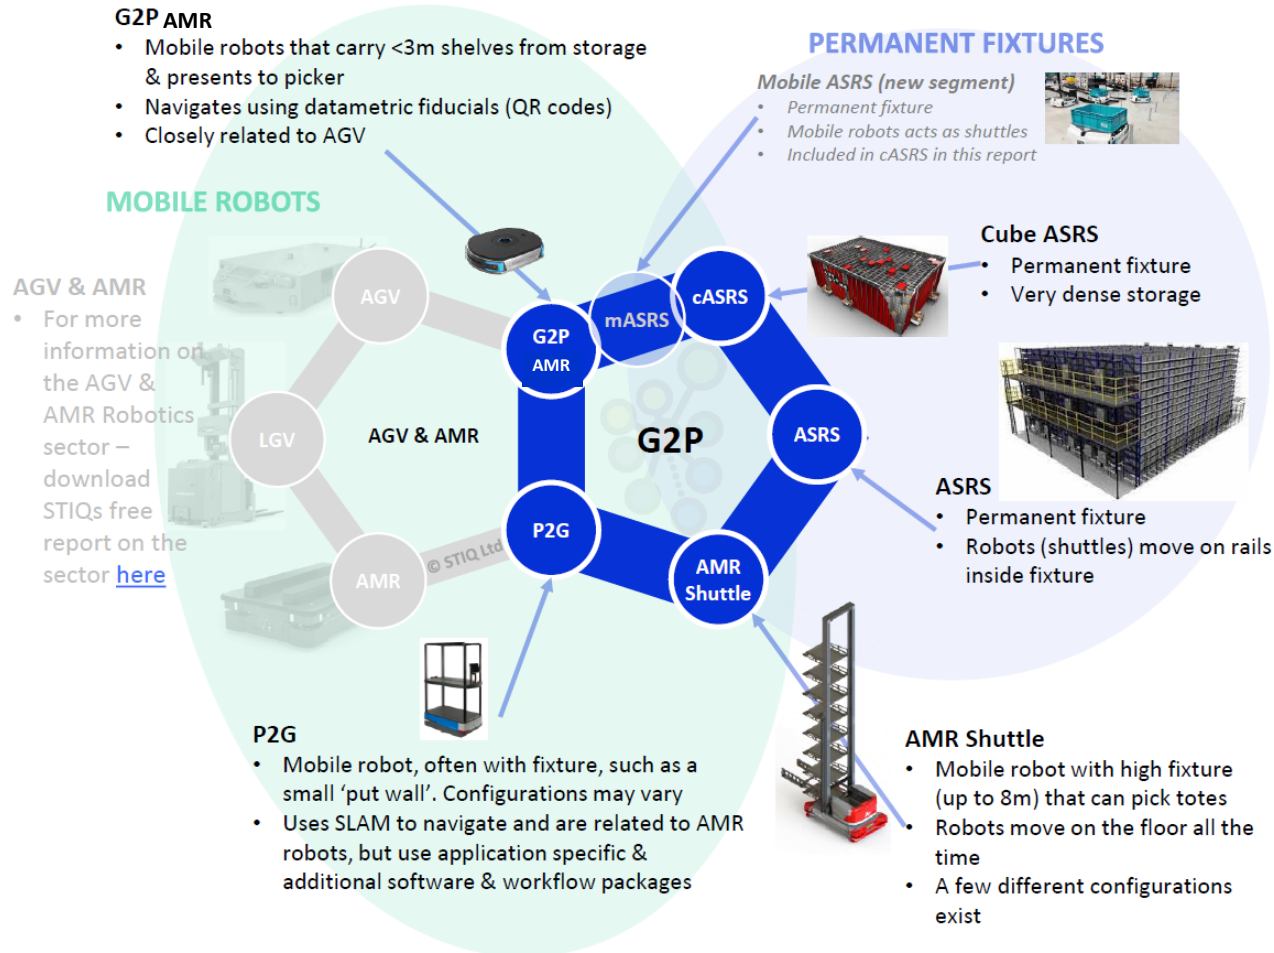 G2P AMR
• Mobile robots that carry <3m shelves from storage
& presents to picker
• Navigates using datametric fiducials (QR codes)
• Closely related to AGV
PERMANENT FIXTURES
Mobile ASRS (new segment)
• Permanent fixture
• Mobile robots acts as shuttles
• Included in cASRS in this report
MOBILE ROBOTS
Cube ASRS
• Permanent fixture
• Very dense storage
AGV & AMR
• For more
information on
the AGV &
AMR Robotics
sector –
download
STIQs free
report on the
sector here
AGV
G2P
AMR
mASRS
cASRS
LGV
AGV & AMR
G2P
ASRS
AMR
© STIQ Ltd
P2G
AMR
Shuttle
ASRS
• Permanent fixture
• Robots (shuttles) move on rails
inside fixture
P2G
• Mobile robot, often with fixture, such as a
small ‘put wall’. Configurations may vary
• Uses SLAM to navigate and are related to AMR
robots, but use application specific &
additional software & workflow packages
AMR Shuttle
• Mobile robot with high fixture
(up to 8m) that can pick totes
• Robots move on the floor all the
time
• A few different configurations
exist